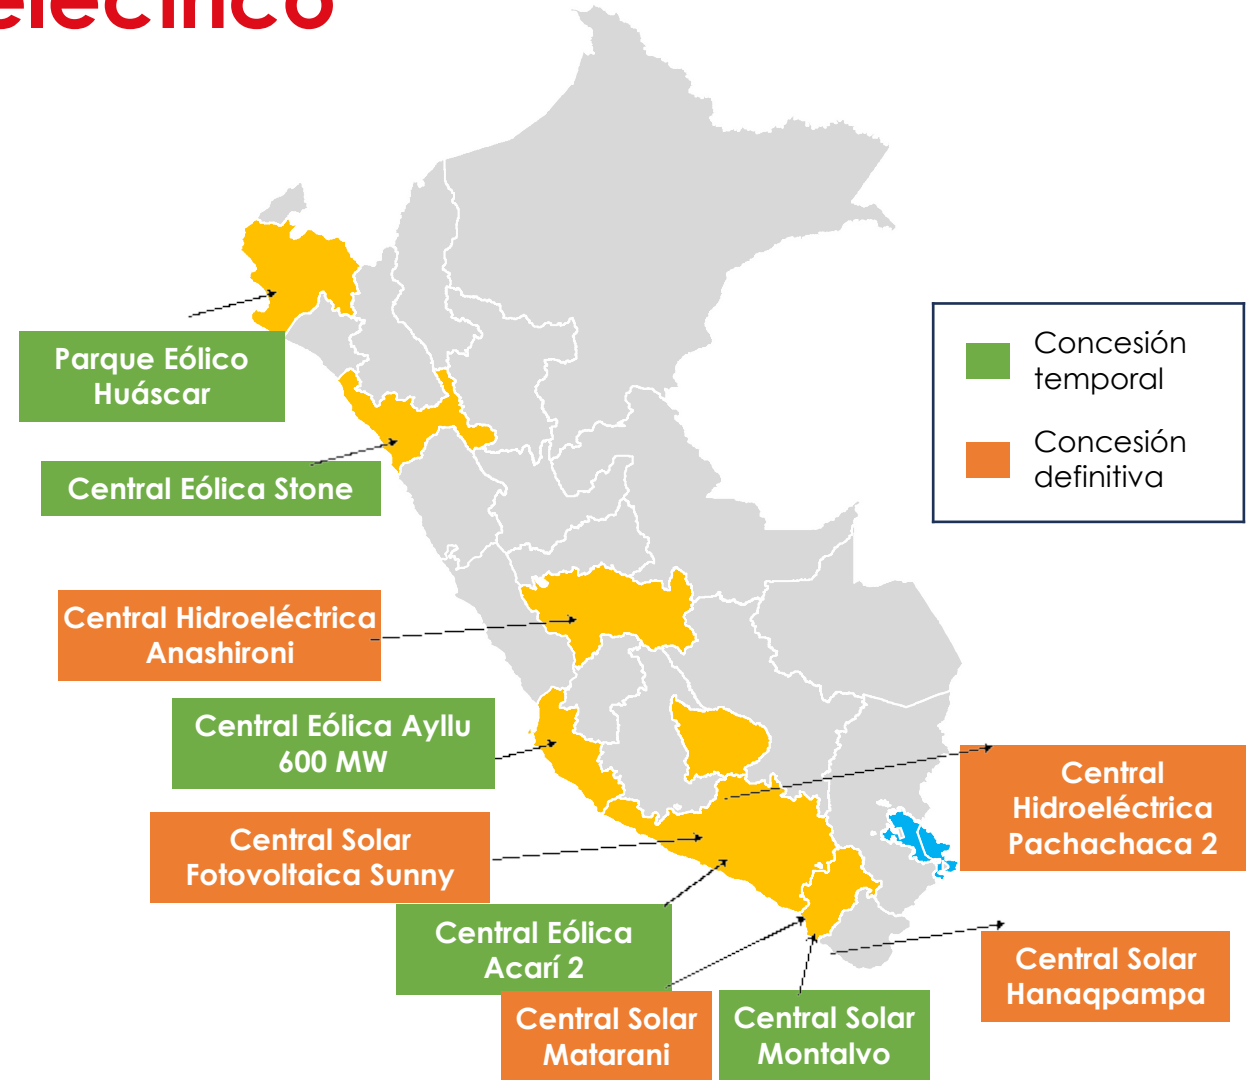 eléctrico
Parque Eólico
Huáscar
Central Eólica Stone
Concesión
temporal
Concesión
definitiva
Central Hidroeléctrica
Anashironi
Central Eólica Ayllu
600 MW
Central Solar
Fotovoltaica Sunny
Central
Hidroeléctrica
Pachachaca 2
Central Eólica
Acarí 2
Central Solar
Hanaqpampa
Central Solar
Matarani
Central Solar
Montalvo